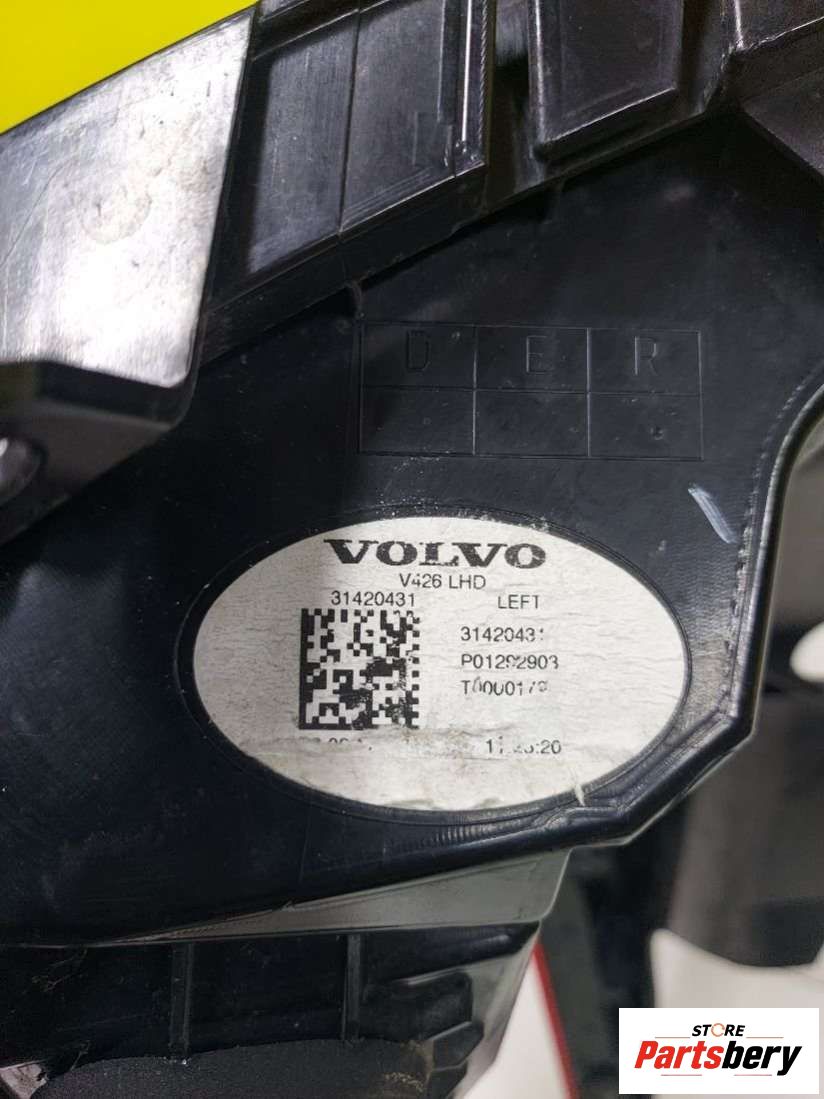 D E R
VOLVO
V426 LHD
31420431 LEFT
31420431
P01292903
STORE
Partsbery